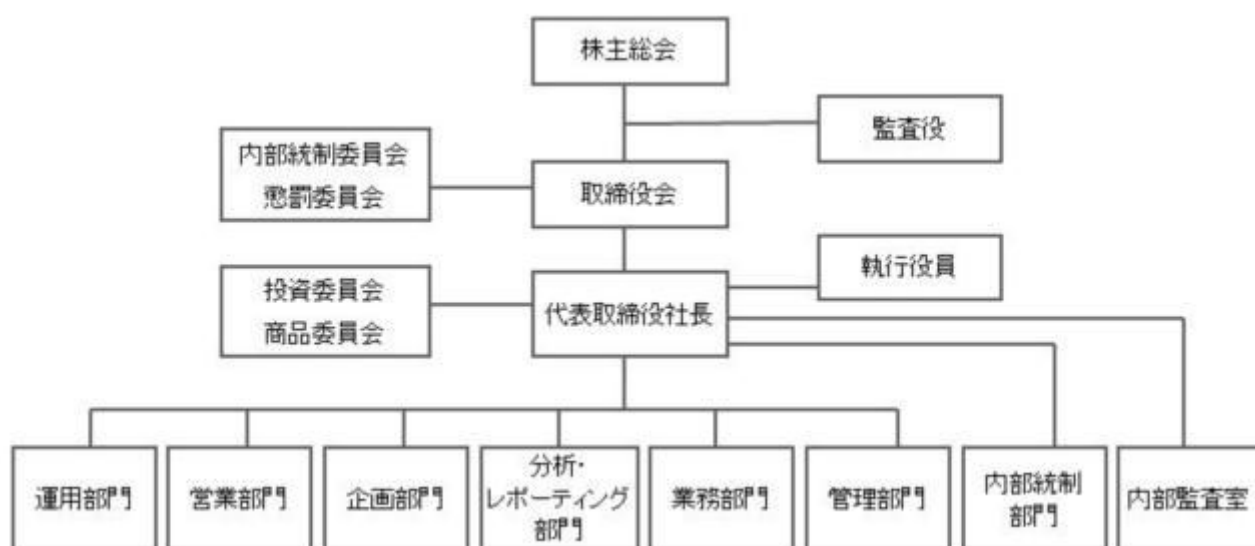 株主総会
監査役
内部統制委員会
懲罰委員会
取締役会
執行役員
投資委員会
商品委員会
代表取締役社長
運用部門
営業部門
企画部門
分析・
レポーティング
部門
業務部門
管理部門
内部統制
部門
内部監査室